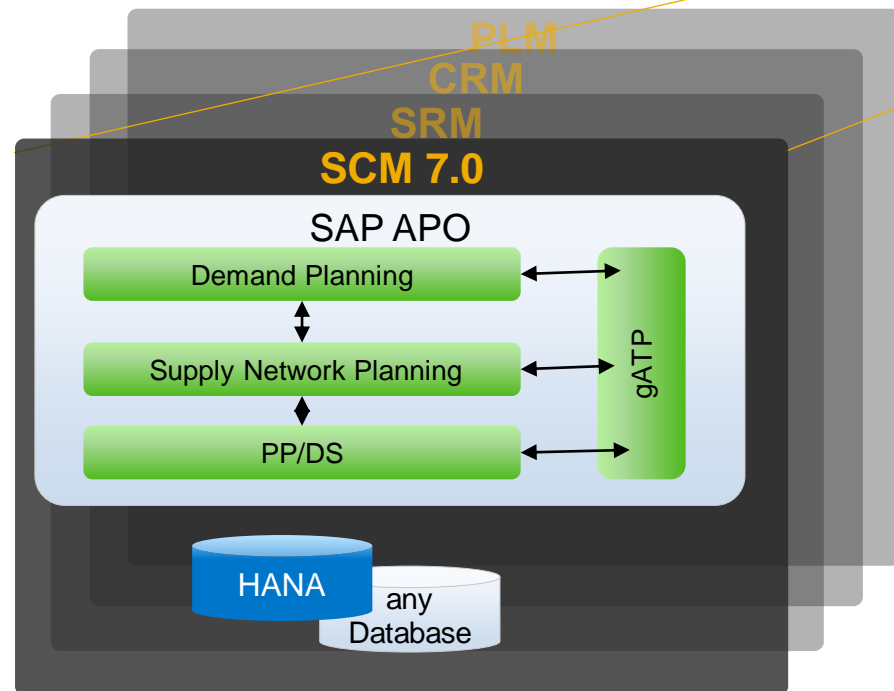 PLM
CRM
SRM
SCM 7.0
SAP APO
Demand Planning
Supply Network Planning
PP/DS
gATP
HANA
any
Database